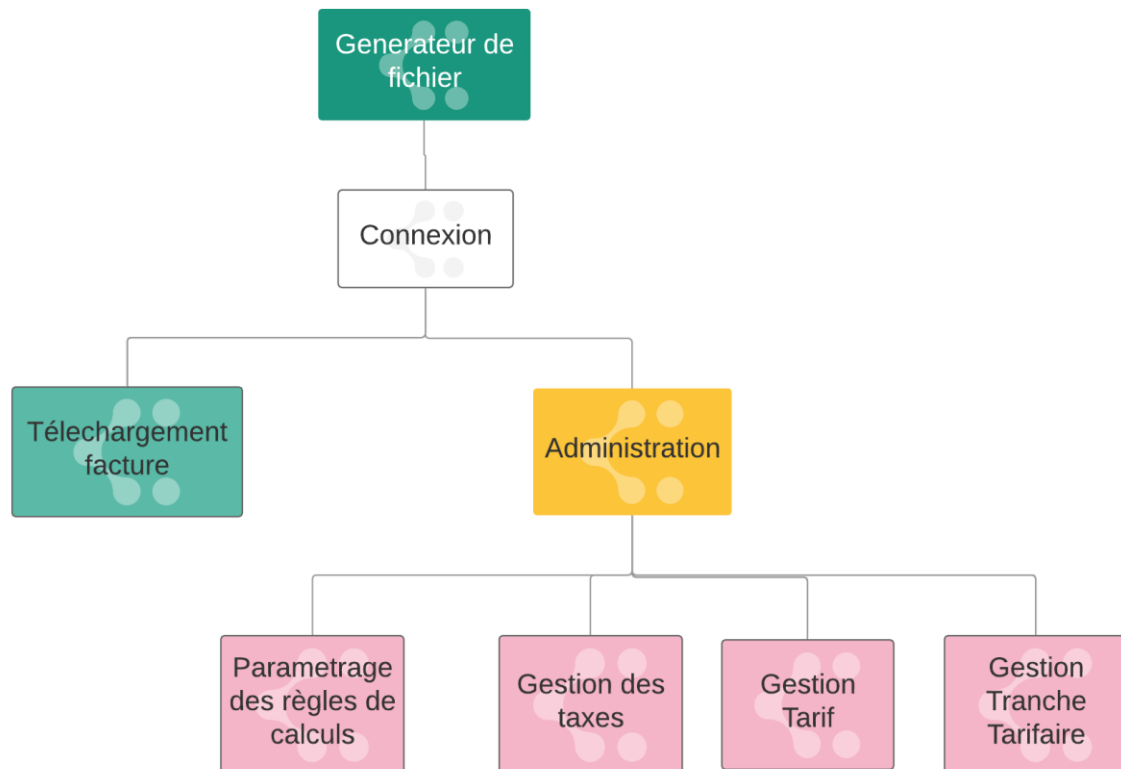 Génerateur de
fichier
Connexion
Télechargement
facture
Administration
Parametrage
des règles de
calculs
Gestion des
taxes
Gestion
Tarif
Gestion
Tranche
Tarifaire